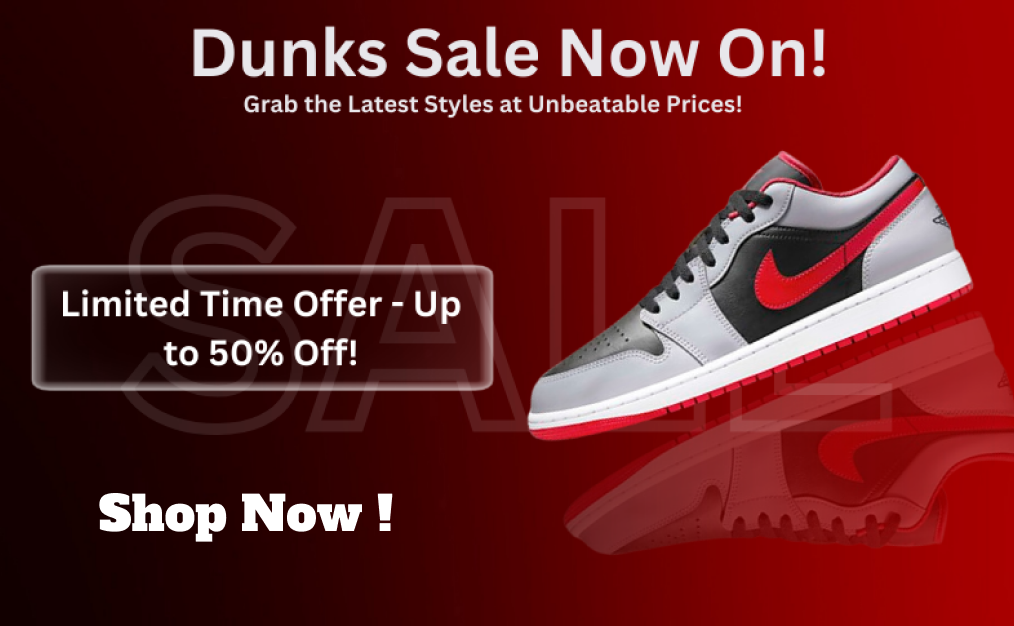 Dunks Sale Now On!
Grab the Latest Styles at Unbeatable Prices!
SALE
Limited Time Offer - Up
to 50% Off!
Shop Now !